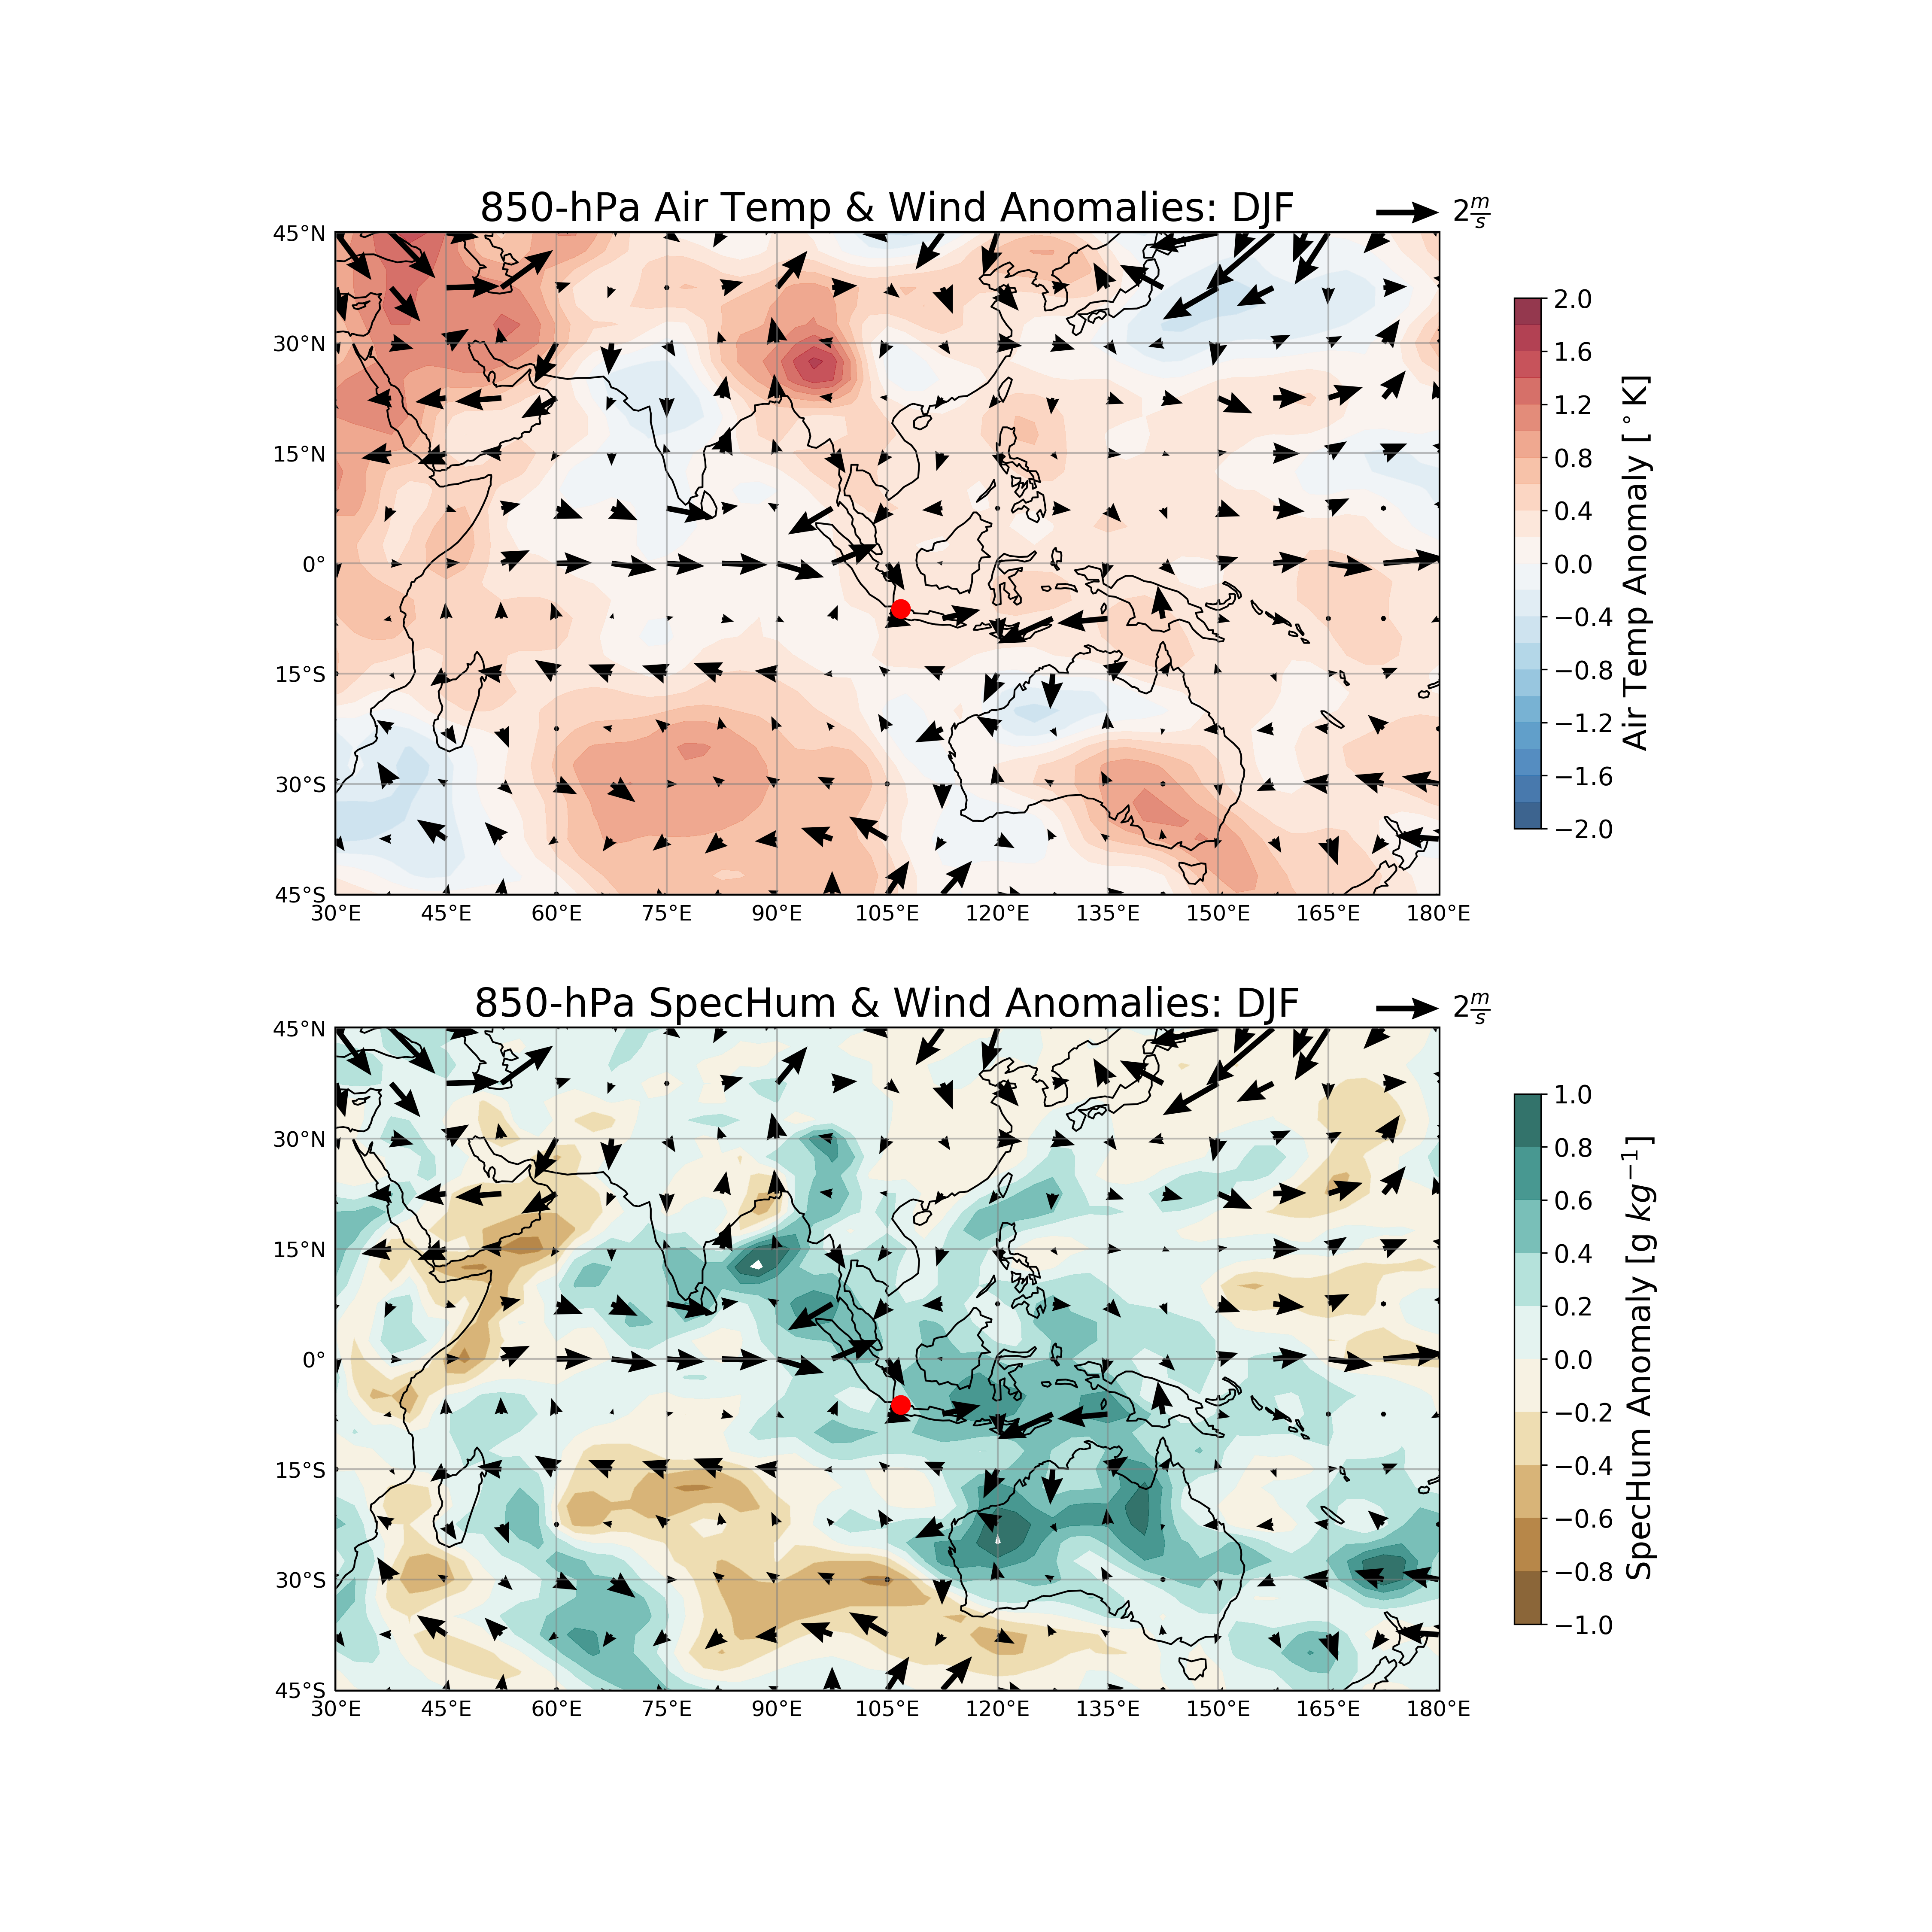 850-hPa Air Temp & Wind Anomalies: DJF
2 m/s
45°N
30°N
15°N
0°
15°S
30°S
45°S
30°E 45°E 60°E 75°E 90°E 105°E 120°E 135°E 150°E 165°E 180°E
2.0
1.6
1.2
0.8
0.4
0.0
−0.4
−0.8
−1.2
−1.6
−2.0
Air Temp Anomaly [°K]
850-hPa SpecHum & Wind Anomalies: DJF
2 m/s
45°N
30°N
15°N
0°
15°S
30°S
45°S
30°E 45°E 60°E 75°E 90°E 105°E 120°E 135°E 150°E 165°E 180°E
1.0
0.8
0.6
0.4
0.2
0.0
−0.2
−0.4
−0.6
−0.8
−1.0
SpecHum Anomaly [g kg⁻¹]